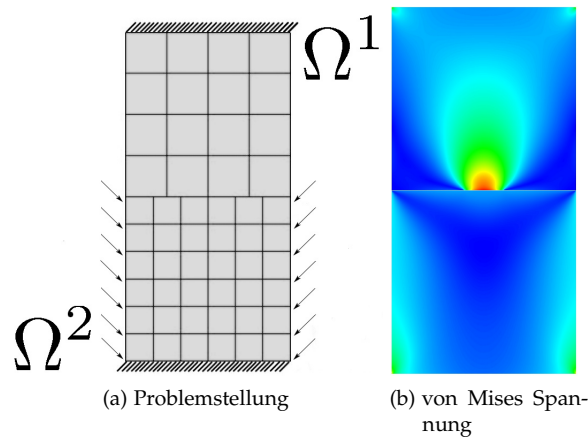 Ω¹
Ω²
(a) Problemstellung
(b) von Mises Span-
nung